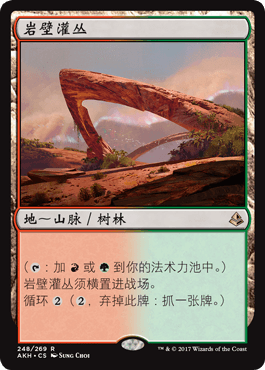 岩壁灌丛
地～山脉／树林
（：加或到你的法术力池中。）
岩壁灌丛须横置进战场。
循环2（2，弃掉此牌：抓一张牌。）
248/269 R
AKH • CS SUNG CHOI
™ & © 2017 Wizards of the Coast